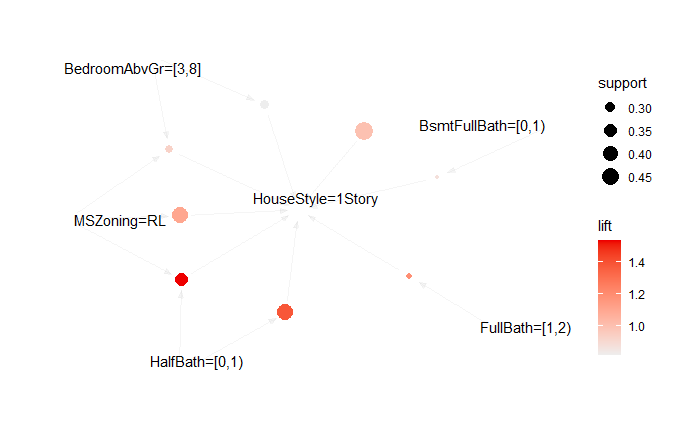 BedroomAbvGr=[3,8]
BsmtFullBath=[0,1)
HouseStyle=1Story
MSZoning=RL
FullBath=[1,2)
HalfBath=[0,1)
support
0.30
0.35
0.40
0.45
lift
1.4
1.2
1.0